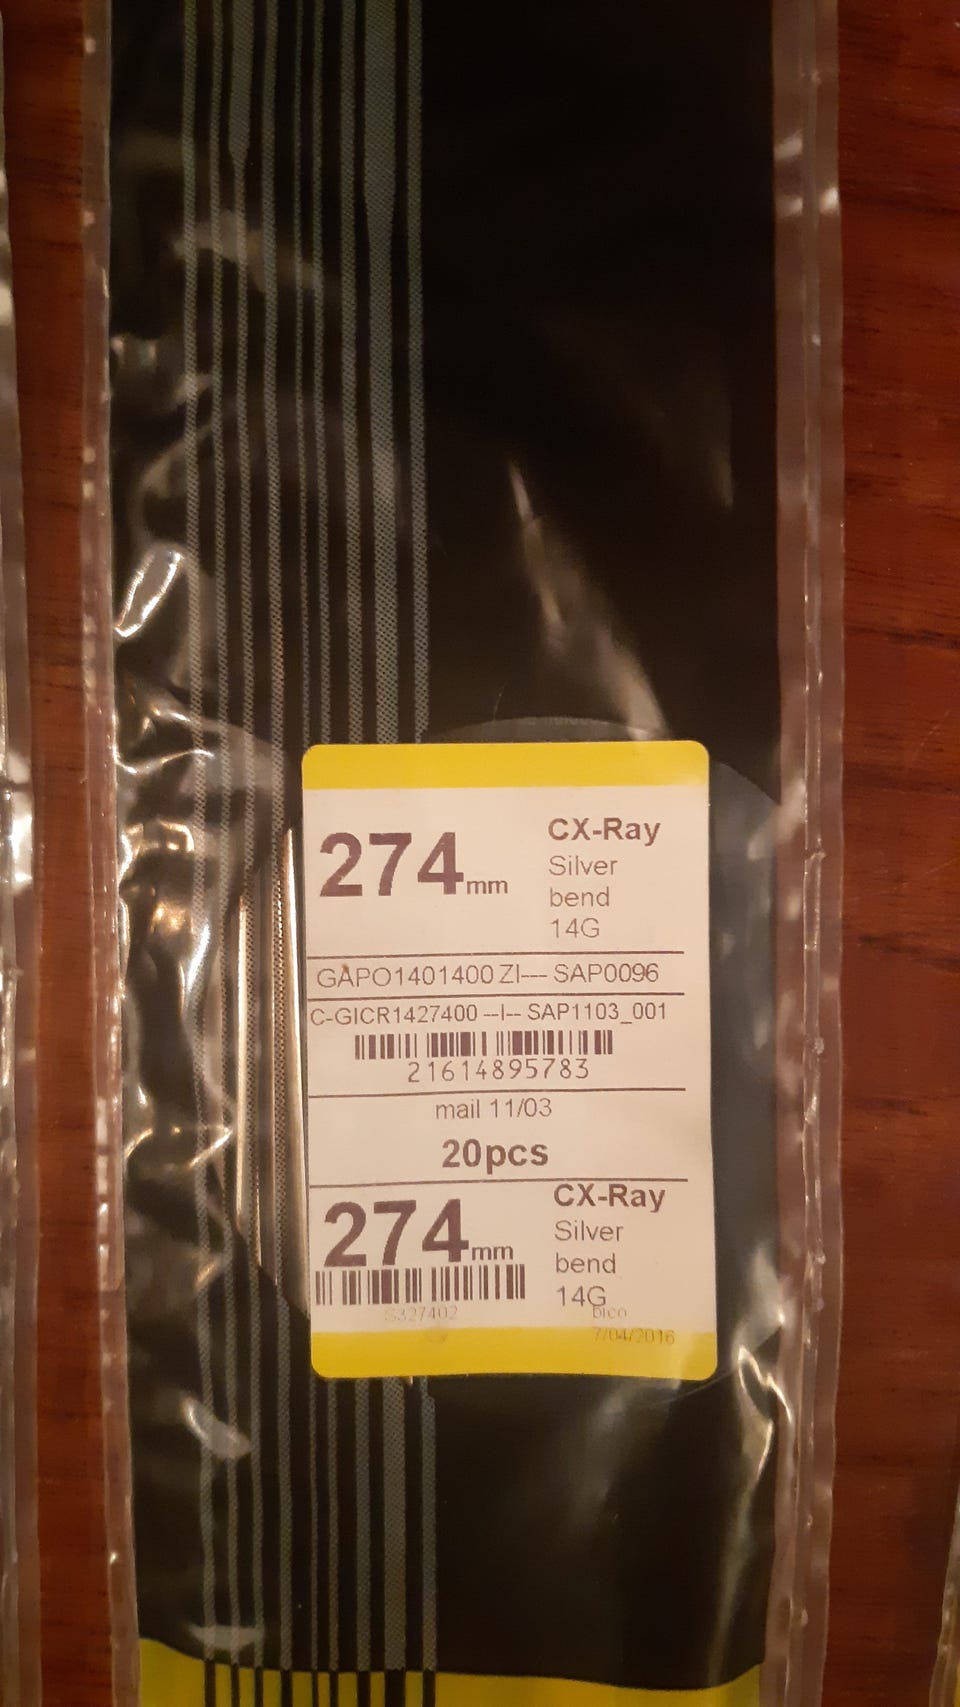 274mm
CX-Ray
Silver
bend
14G
GAPO1401400 ZI--- SAP0096
C-GICR1427400 --I-- SAP1103_001
21614895783
mail 11/03
20pcs
274mm
CX-Ray
Silver
bend
14G
S327402
bico
7/04/2016